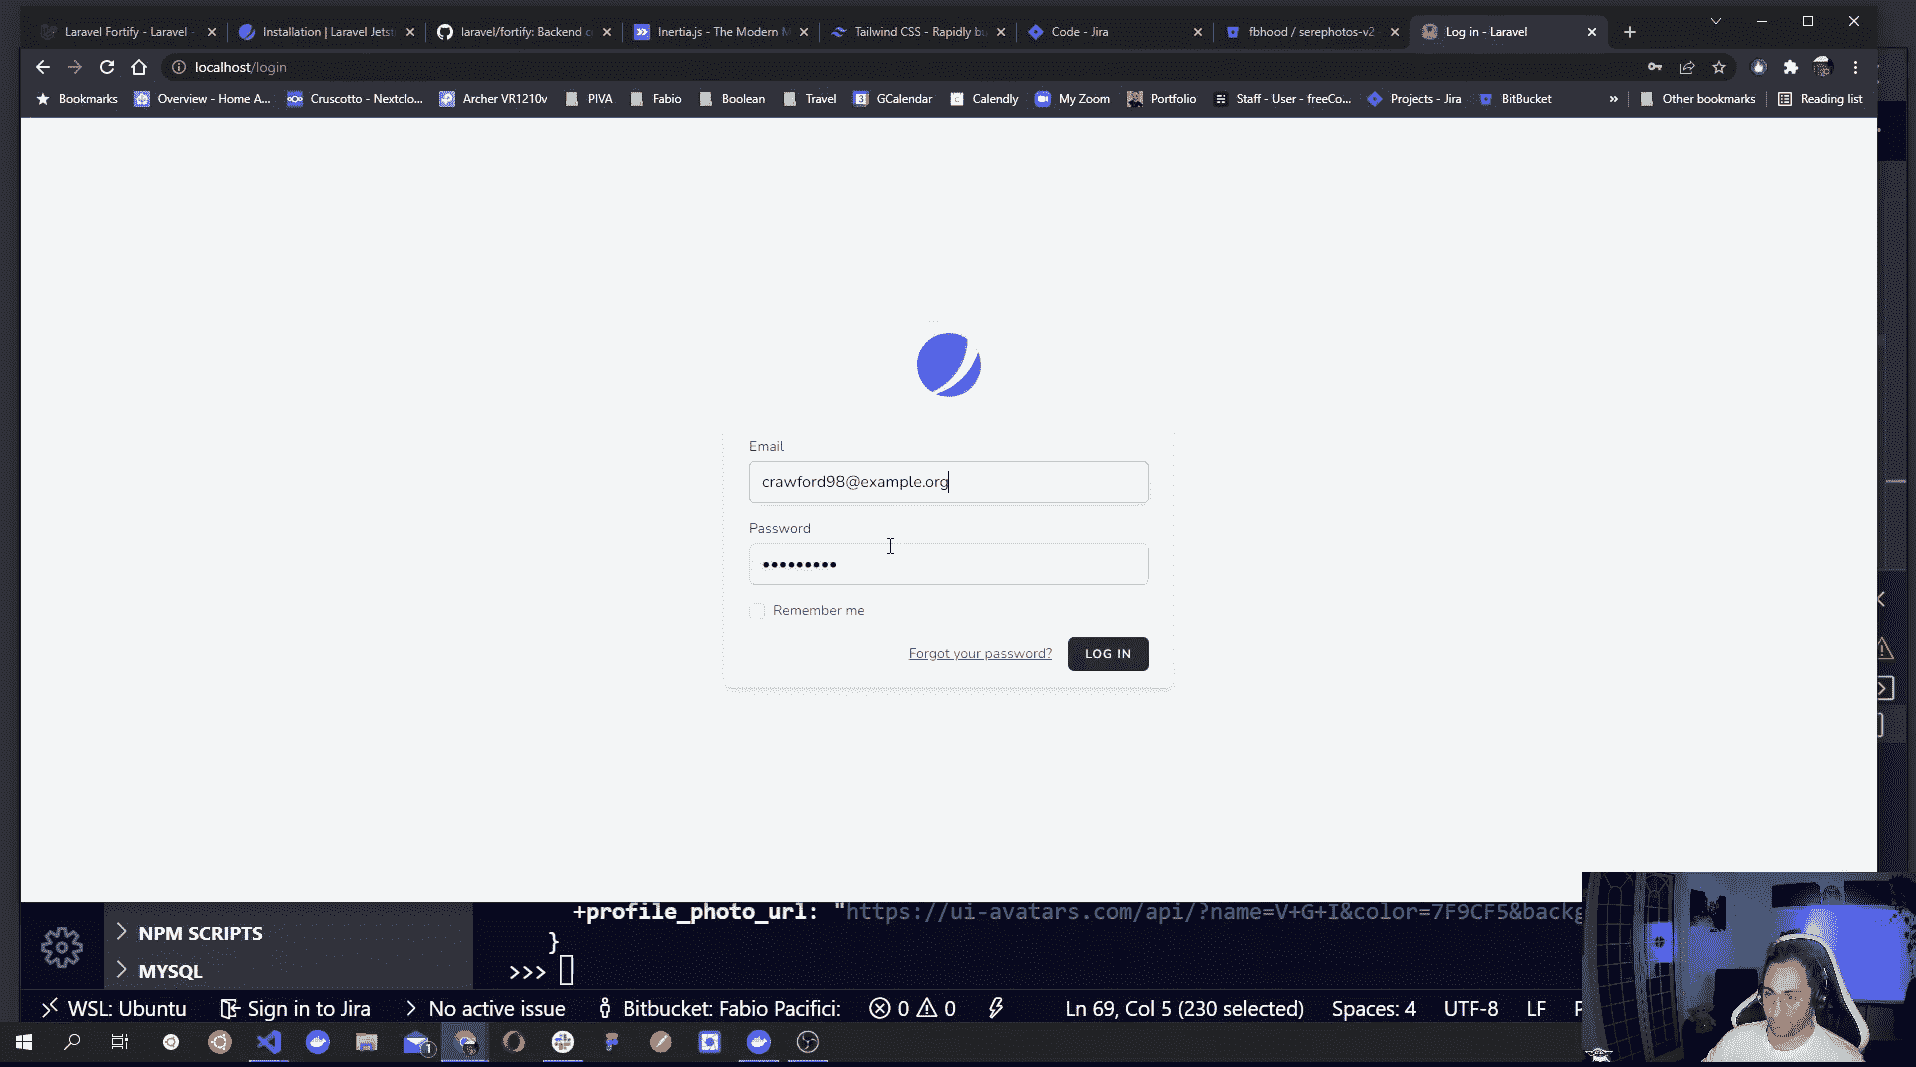 Laravel Fortify - Laravel - Installation | Laravel Jetst laravel/fortify: Backend c Inertia.js - The Modern M Tailwind CSS - Rapidly bu Code - Jira fbhood / serephotos-v2 Log in - Laravel
localhost/login
Bookmarks Overview - Home A... Cruscotto - Nextclo... Archer VR1210v PIVA Fabio Boolean Travel GCalendar Calendly My Zoom Portfolio Staff - User - freeCo... Projects - Jira BitBucket » Other bookmarks Reading list
Email
crawford98@example.org
Password
•••••••••
Remember me
Forgot your password? LOG IN
+profile_photo_url: "https://ui-avatars.com/api/?name=V+G+I&color=7F9CF5&backg
NPM SCRIPTS
}
MYSQL
>>>
WSL: Ubuntu Sign in to Jira No active issue Bitbucket: Fabio Pacifici: 0 0 Ln 69, Col 5 (230 selected) Spaces: 4 UTF-8 LF
1